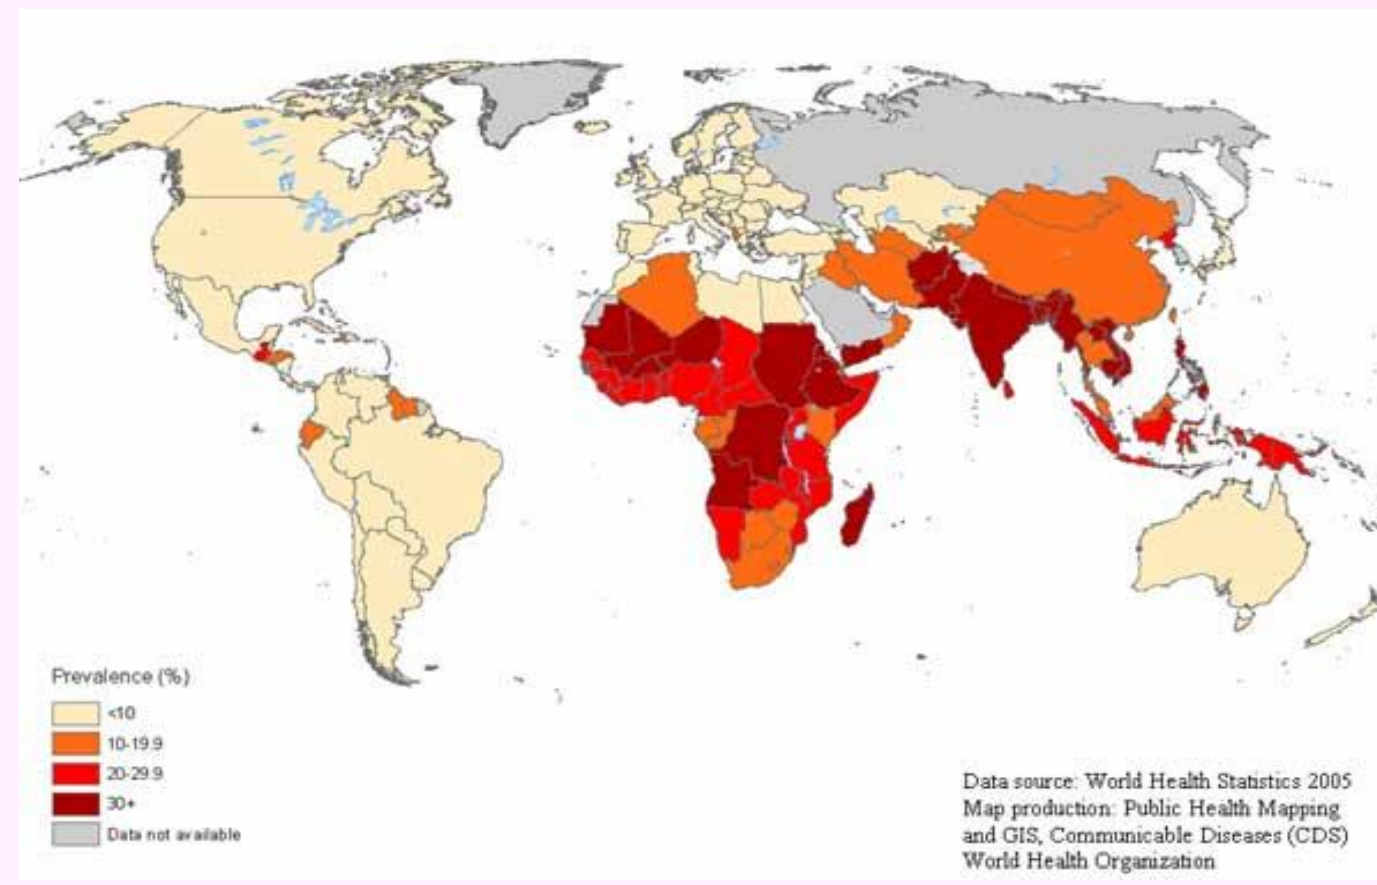 Prevalence (%)
<10
10-19.9
20-29.9
30+
Data not available
Data source: World Health Statistics 2005
Map production: Public Health Mapping
and GIS, Communicable Diseases (CDS)
World Health Organization